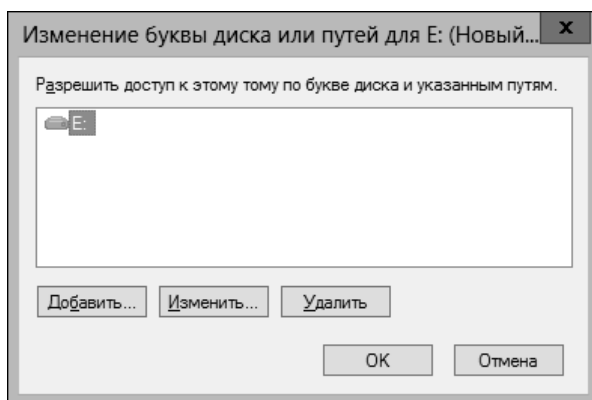 Изменение буквы диска или путей для E: (Новый...
x
Разрешить доступ к этому тому по букве диска и указанным путям.
E:
Добавить... Изменить... Удалить
OK Отмена